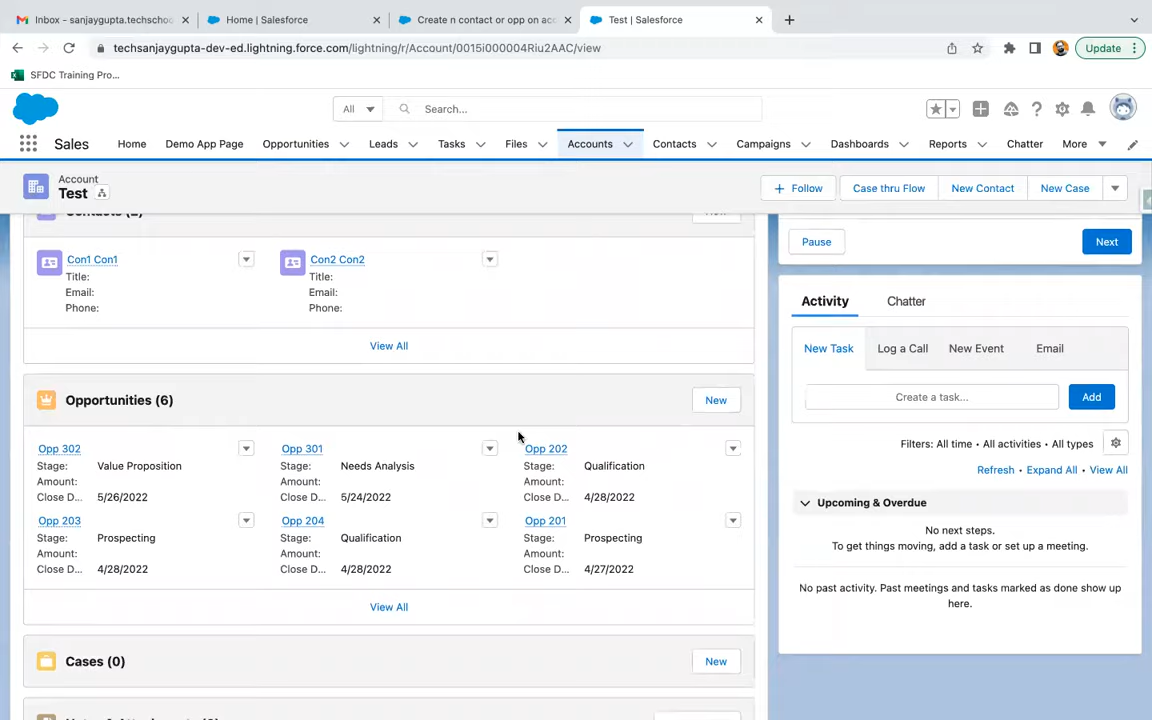 Inbox - sanjaygupta.techschoo
Home | Salesforce
Create n contact or opp on acc
Test | Salesforce
techsanjaygupta-dev-ed.lightning.force.com/lightning/r/Account/0015i000004Riu2AAC/view
Update
SFDC Training Pro...
All
Search...
Sales
Home
Demo App Page
Opportunities
Leads
Tasks
Files
Accounts
Contacts
Campaigns
Dashboards
Reports
Chatter
More
Account
Test
Follow
Case thru Flow
New Contact
New Case
Contacts (2)
New
Con1 Con1
Title:
Email:
Phone:
Con2 Con2
Title:
Email:
Phone:
View All
Opportunities (6)
New
Opp 302
Stage: Value Proposition
Amount:
Close D... 5/26/2022
Opp 301
Stage: Needs Analysis
Amount:
Close D... 5/24/2022
Opp 202
Stage: Qualification
Amount:
Close D... 4/28/2022
Opp 203
Stage: Prospecting
Amount:
Close D... 4/28/2022
Opp 204
Stage: Qualification
Amount:
Close D... 4/28/2022
Opp 201
Stage: Prospecting
Amount:
Close D... 4/27/2022
View All
Cases (0)
New
Pause
Next
Activity
Chatter
New Task
Log a Call
New Event
Email
Create a task...
Add
Filters: All time • All activities • All types
Refresh • Expand All • View All
Upcoming & Overdue
No next steps.
To get things moving, add a task or set up a meeting.
No past activity. Past meetings and tasks marked as done show up
here.